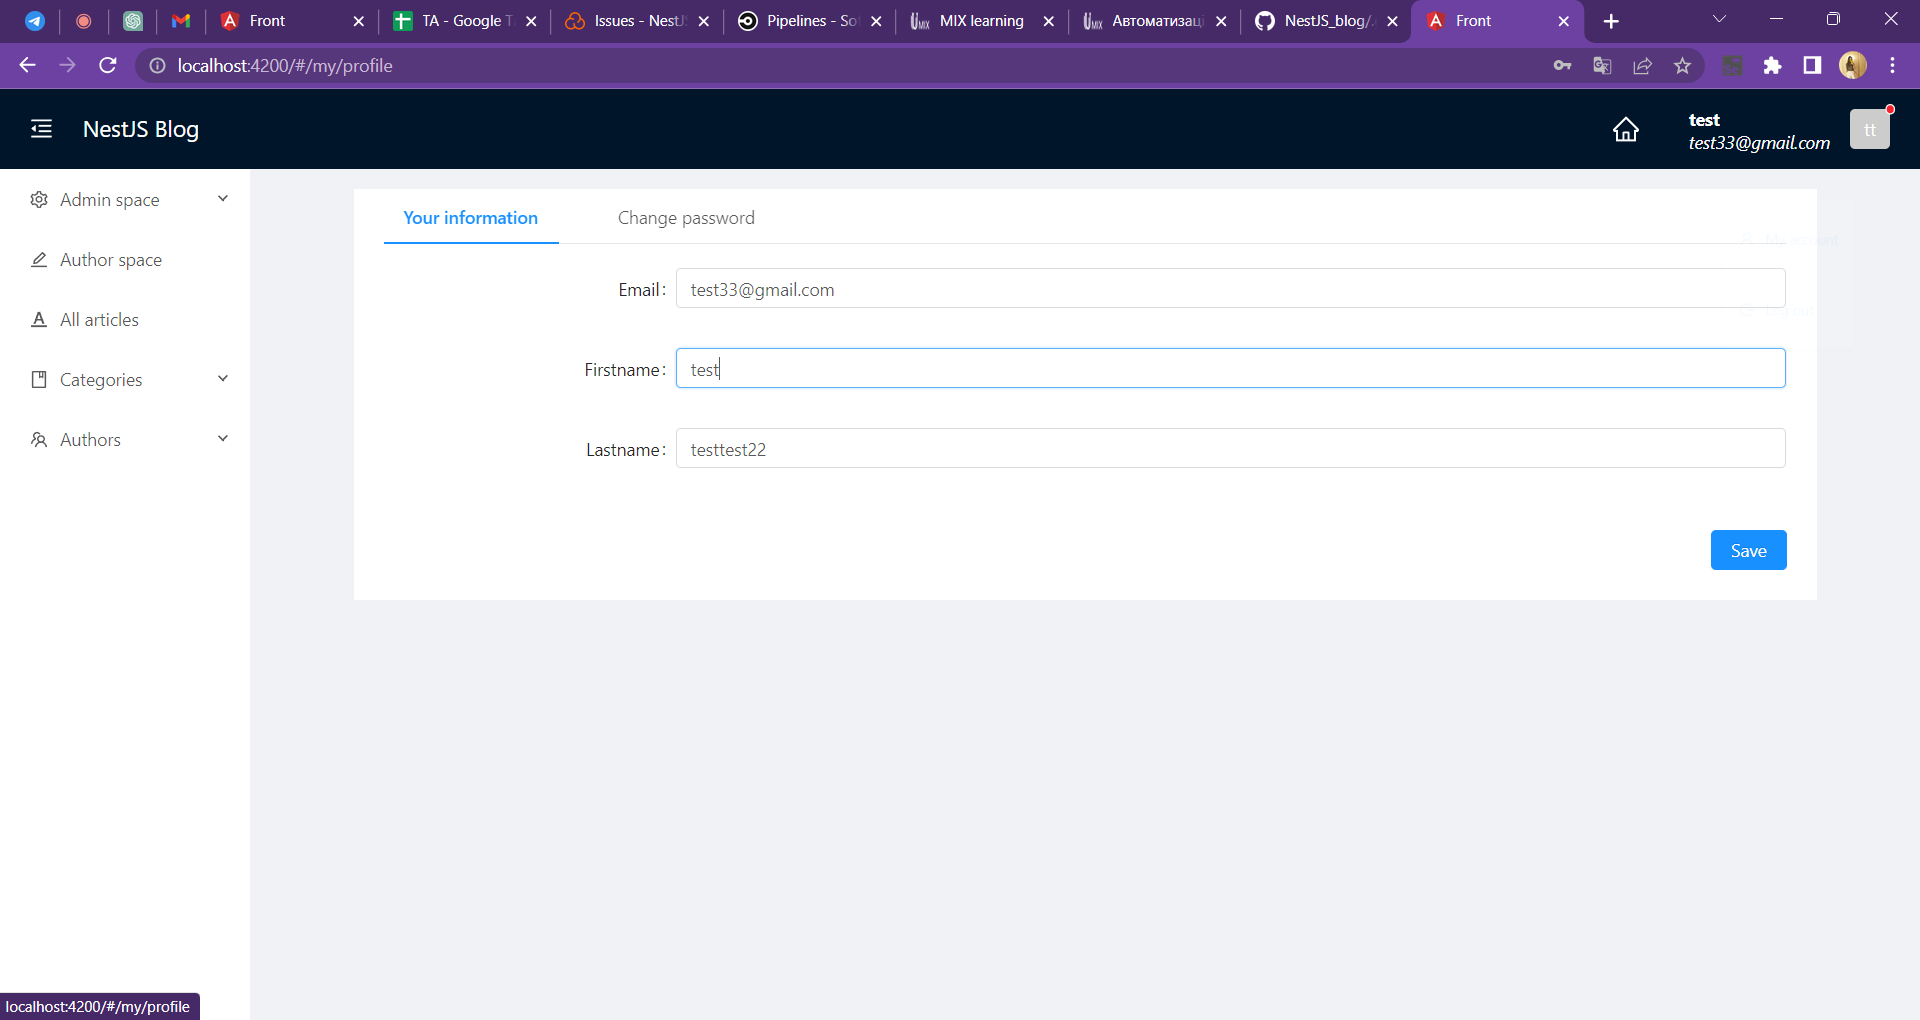 Front
TA - Google T
Issues - NestJ
Pipelines - So
MIX learning
Автоматизац
NestJS_blog/.
Front
localhost:4200/#/my/profile
NestJS Blog
test
test33@gmail.com
tt
Admin space
Author space
All articles
Categories
Authors
Your information
Change password
Email:
test33@gmail.com
Firstname:
test
Lastname:
testtest22
Save
localhost:4200/#/my/profile